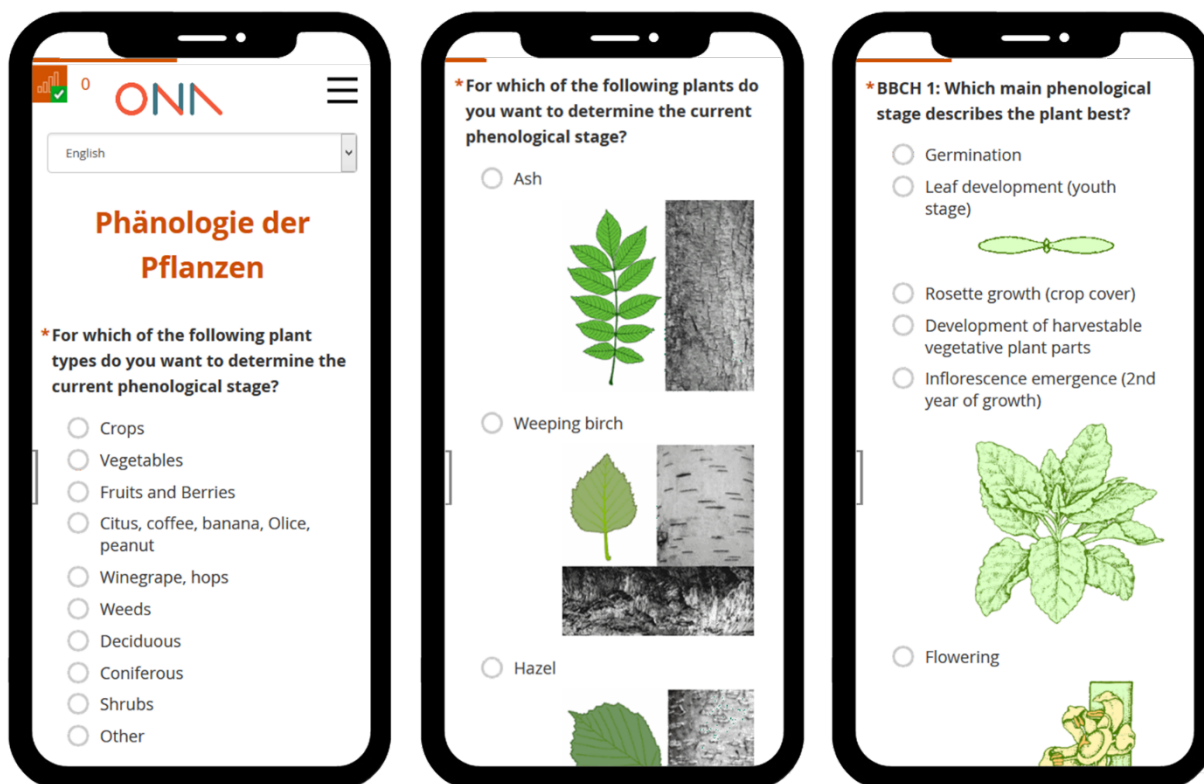 0
ONA
English
Phänologie der
Pflanzen
*For which of the following plant
types do you want to determine the
current phenological stage?
Crops
Vegetables
Fruits and Berries
Citus, coffee, banana, Olice,
peanut
Winegrape, hops
Weeds
Deciduous
Coniferous
Shrubs
Other
*For which of the following plants do
you want to determine the current
phenological stage?
Ash
Weeping birch
Hazel
*BBCH 1: Which main phenological
stage describes the plant best?
Germination
Leaf development (youth
stage)
Rosette growth (crop cover)
Development of harvestable
vegetative plant parts
Inflorescence emergence (2nd
year of growth)
Flowering